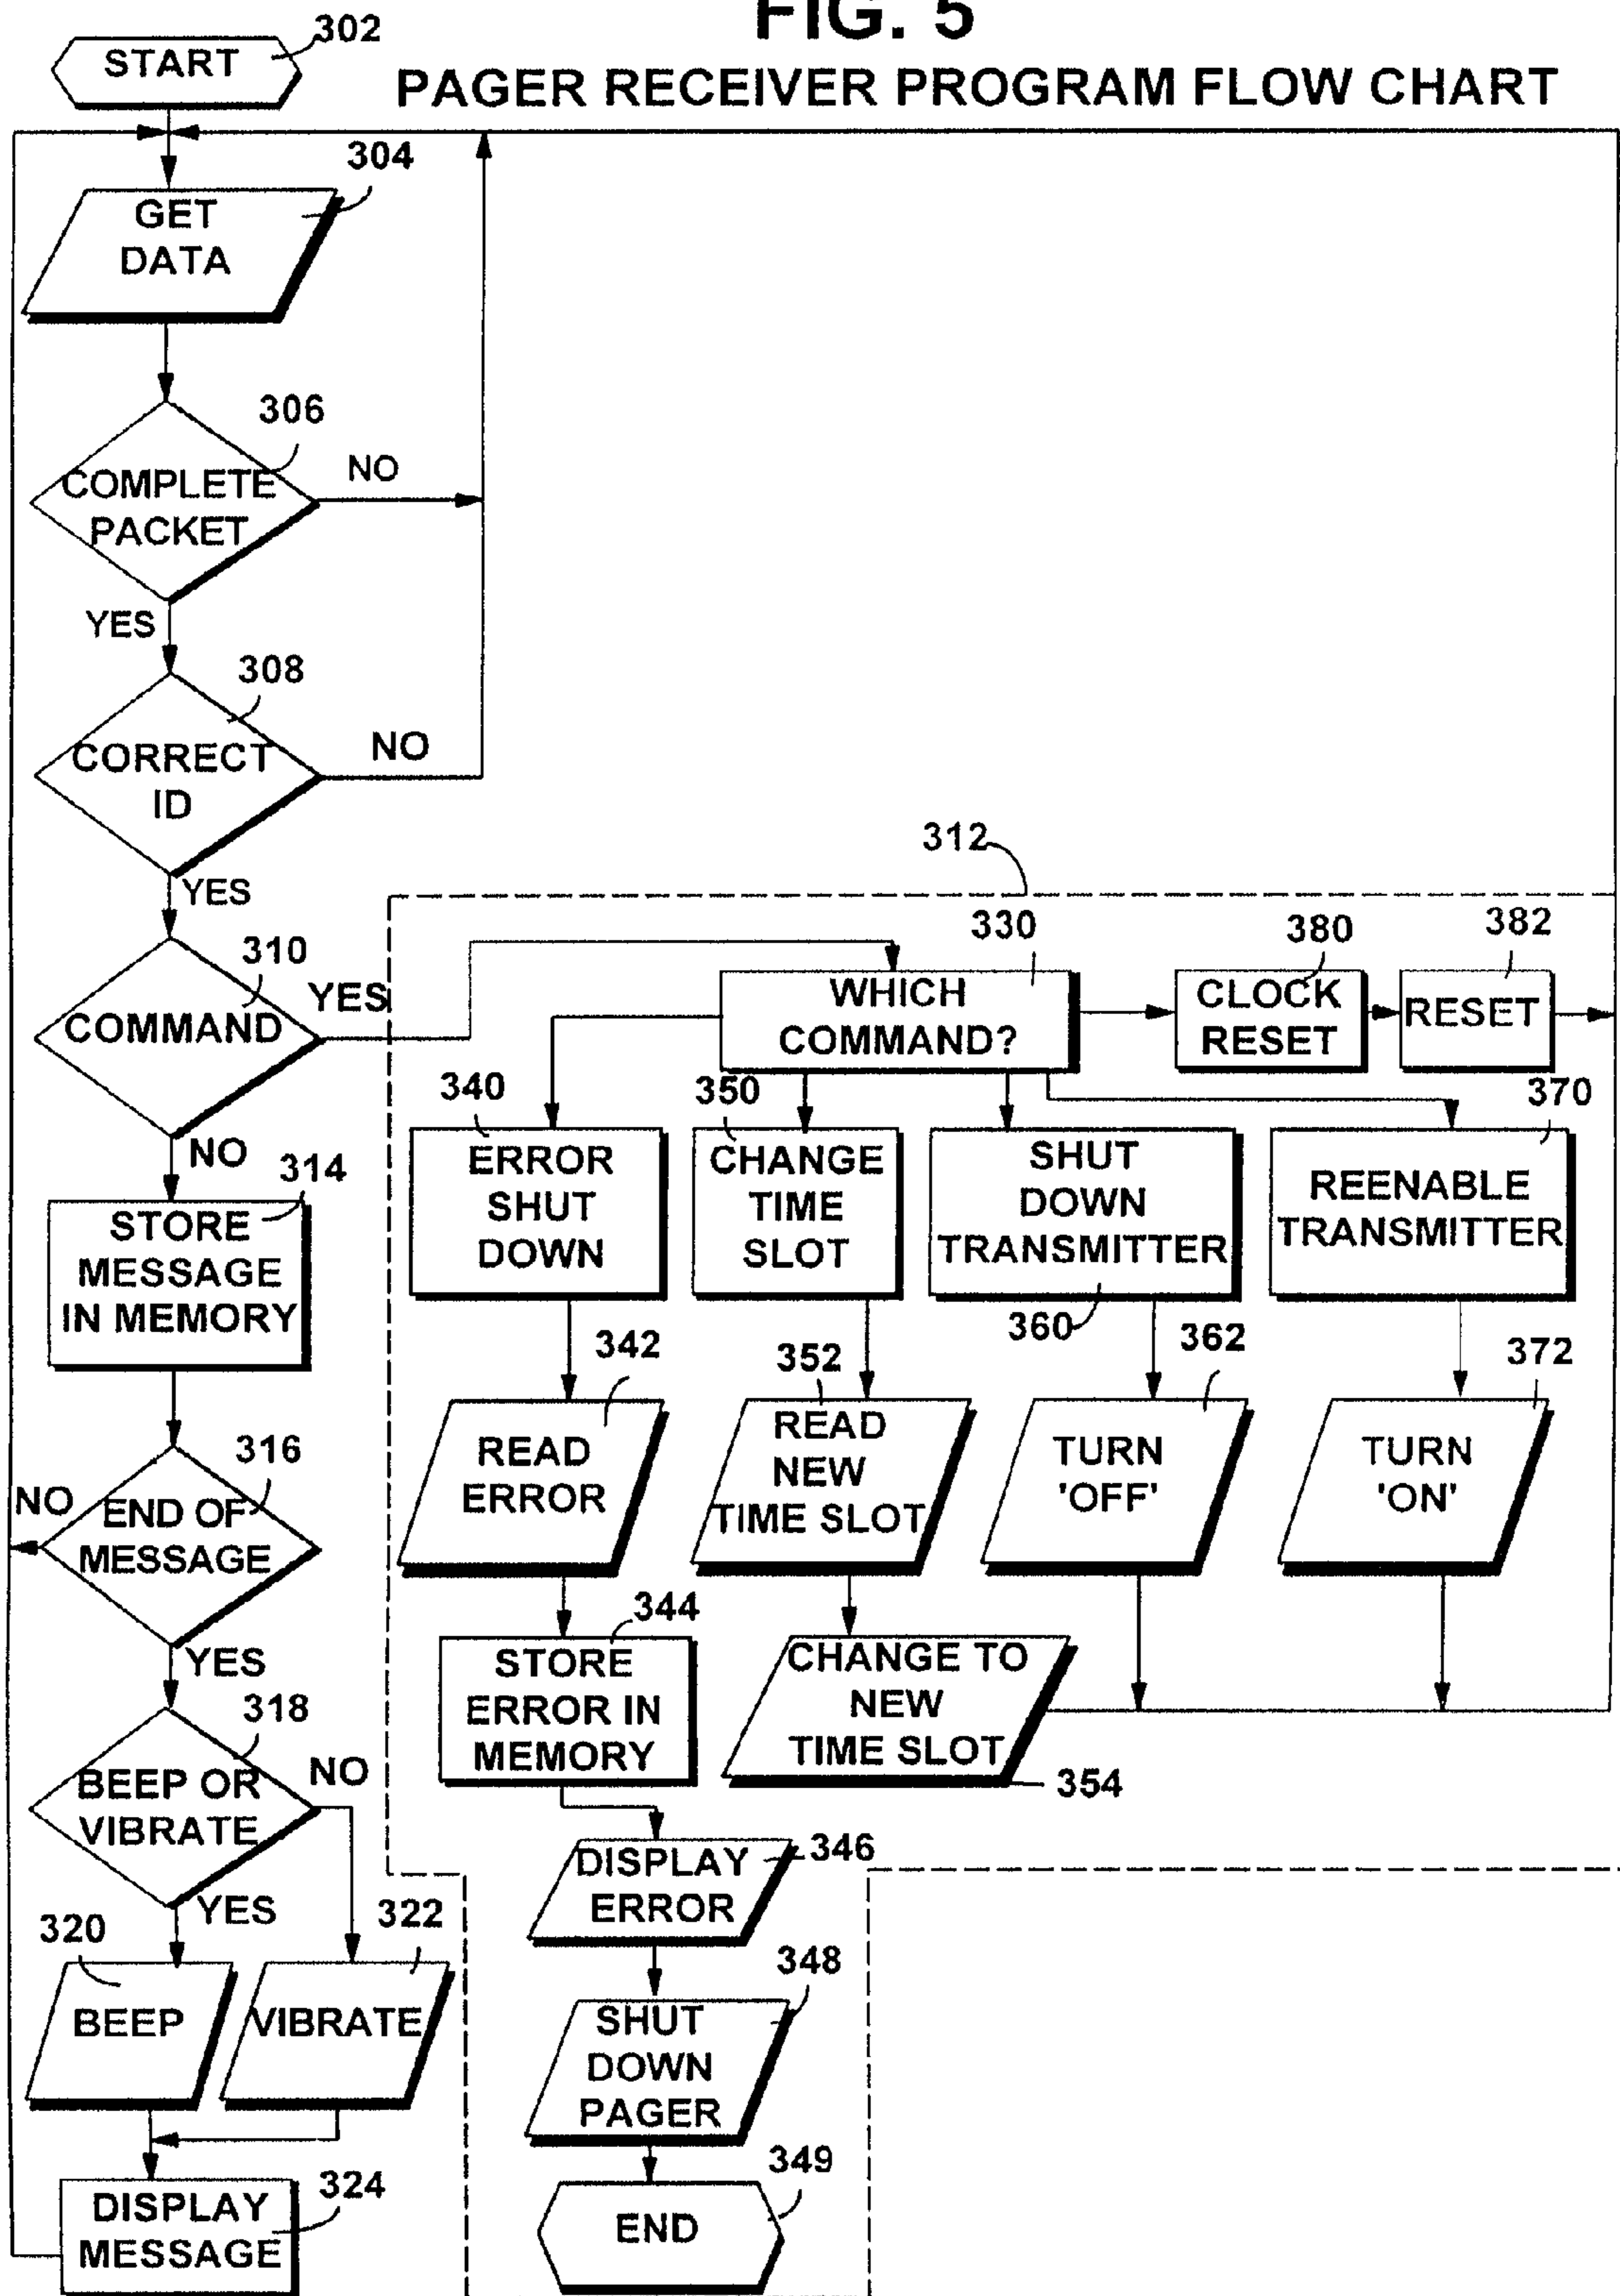 FIG. 5
PAGER RECEIVER PROGRAM FLOW CHART
302
START
304
GET
DATA
306
COMPLETE
PACKET
NO
YES
308
CORRECT
ID
NO
YES
310
COMMAND
YES
NO
312
330
WHICH
COMMAND?
380
CLOCK
RESET
382
RESET
314
STORE
MESSAGE
IN MEMORY
316
END OF
MESSAGE
NO
YES
318
BEEP OR
VIBRATE
NO
YES
320
BEEP
322
VIBRATE
324
DISPLAY
MESSAGE
340
ERROR
SHUT
DOWN
342
READ
ERROR
344
STORE
ERROR IN
MEMORY
346
DISPLAY
ERROR
348
SHUT
DOWN
PAGER
349
END
350
CHANGE
TIME
SLOT
352
READ
NEW
TIME SLOT
CHANGE TO
NEW
TIME SLOT
354
SHUT
DOWN
TRANSMITTER
360
362
TURN
'OFF'
370
REENABLE
TRANSMITTER
372
TURN
'ON'